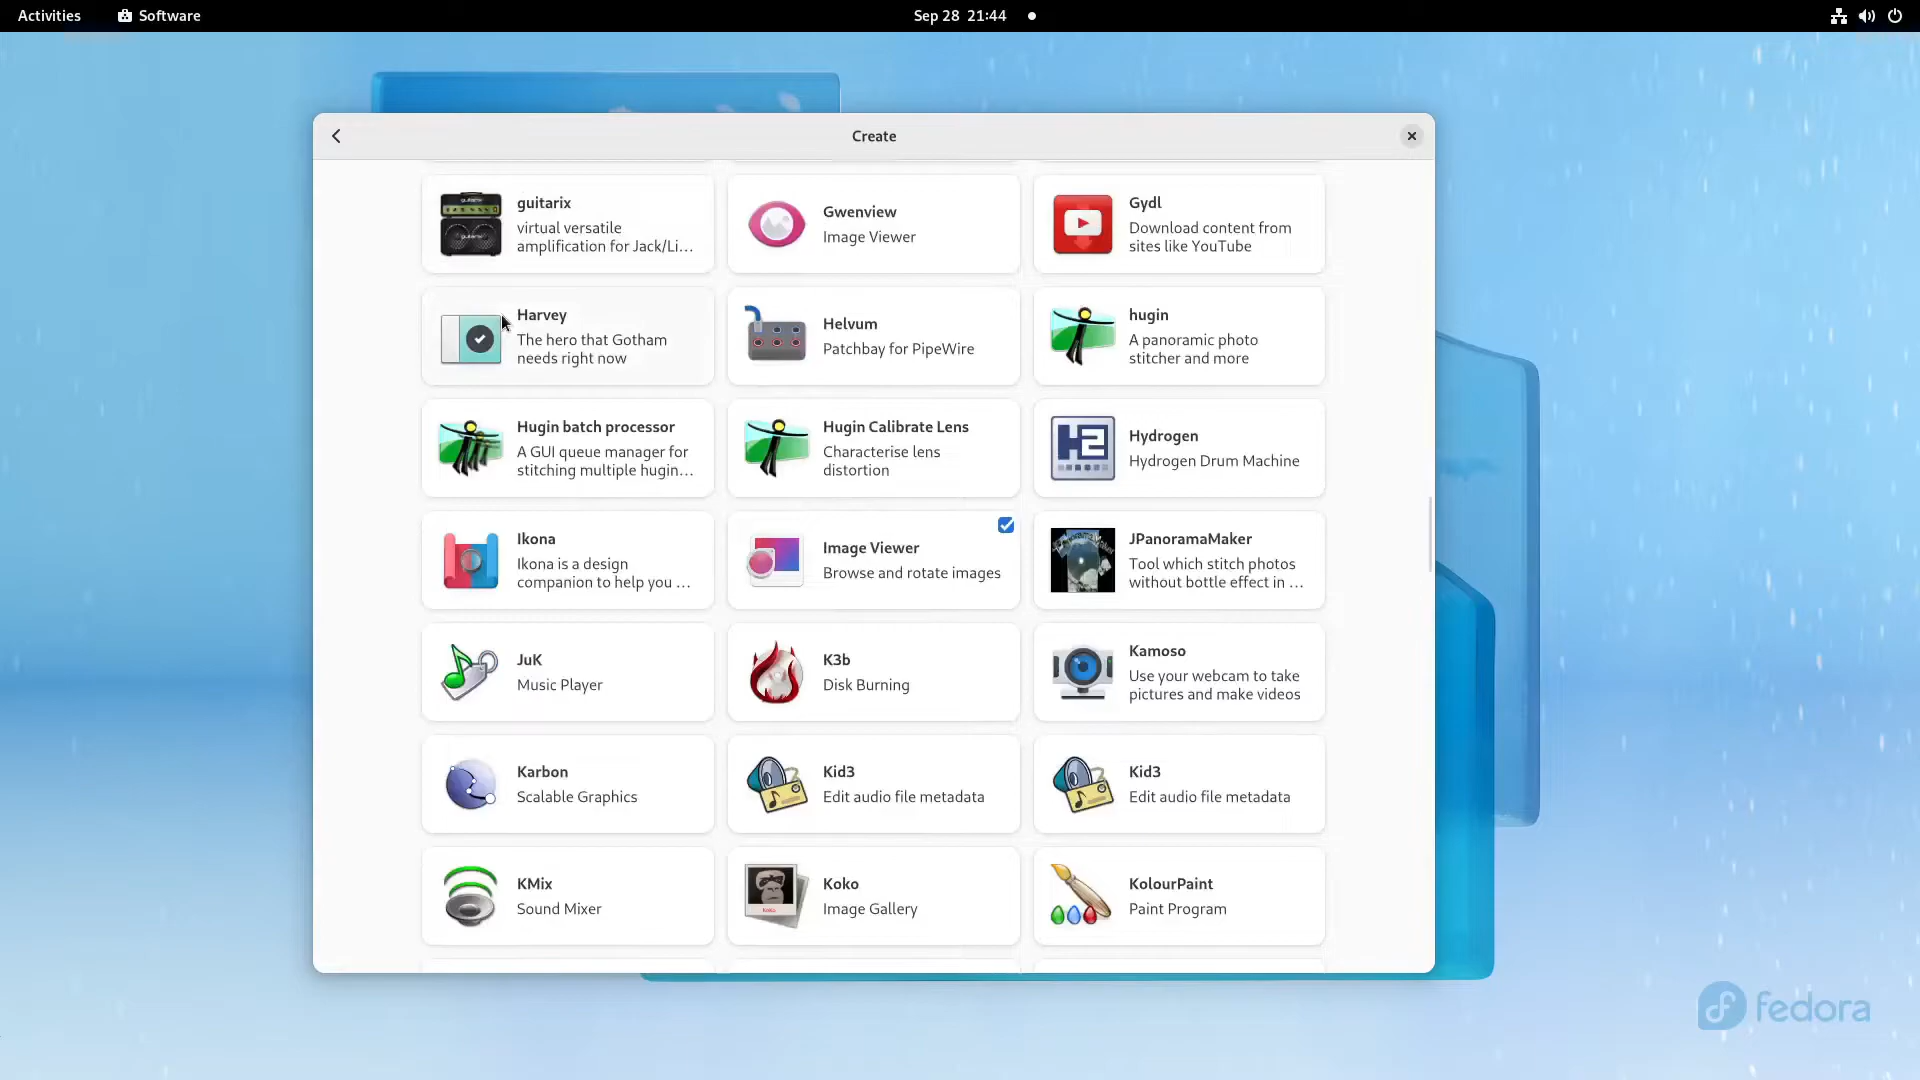 Activities
Software
Sep 28 21:44
Create
guitarix
virtual versatile
amplification for Jack/Li...
Gwenview
Image Viewer
Gydl
Download content from
sites like YouTube
Harvey
The hero that Gotham
needs right now
Helvum
Patchbay for PipeWire
hugin
A panoramic photo
stitcher and more
Hugin batch processor
A GUI queue manager for
stitching multiple hugin...
Hugin Calibrate Lens
Characterise lens
distortion
H2
Hydrogen
Hydrogen Drum Machine
Ikona
Ikona is a design
companion to help you ...
Image Viewer
Browse and rotate images
JPanoramaMaker
Tool which stitch photos
without bottle effect in ...
JuK
Music Player
K3b
Disk Burning
Kamoso
Use your webcam to take
pictures and make videos
Karbon
Scalable Graphics
Kid3
Edit audio file metadata
Kid3
Edit audio file metadata
KMix
Sound Mixer
Koko
Image Gallery
KolourPaint
Paint Program
fedora